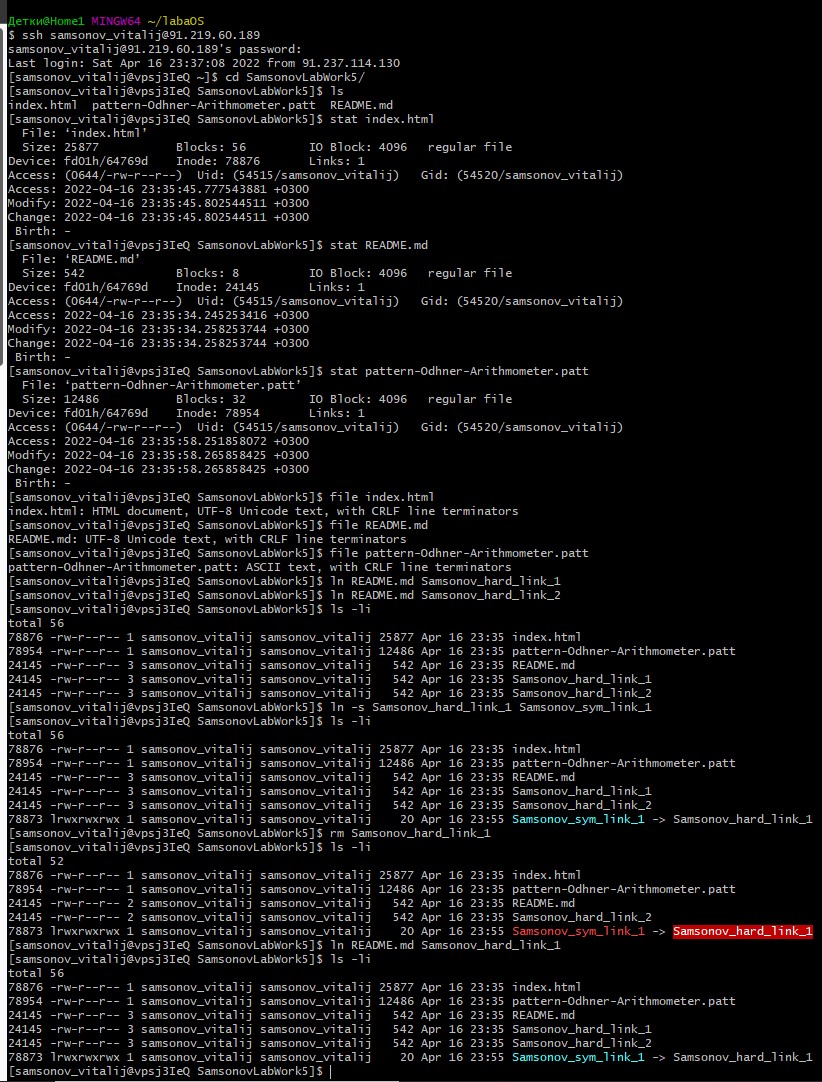 Детки@Home1 MINGW64 ~/labaOS
$ ssh samsonov_vitalij@91.219.60.189
samsonov_vitalij@91.219.60.189's password:
Last login: Sat Apr 16 23:37:08 2022 from 91.237.114.130
[samsonov_vitalij@vpsj3IeQ ~]$ cd SamsonovLabWork5/
[samsonov_vitalij@vpsj3IeQ SamsonovLabWork5]$ ls
index.html  pattern-Odhner-Arithmometer.patt  README.md
[samsonov_vitalij@vpsj3IeQ SamsonovLabWork5]$ stat index.html
  File: ‘index.html’
  Size: 25877           Blocks: 56         IO Block: 4096   regular file
Device: fd01h/64769d    Inode: 78876       Links: 1
Access: (0644/-rw-r--r--)  Uid: (54515/samsonov_vitalij)   Gid: (54520/samsonov_vitalij)
Access: 2022-04-16 23:35:45.777543881 +0300
Modify: 2022-04-16 23:35:45.802544511 +0300
Change: 2022-04-16 23:35:45.802544511 +0300
 Birth: -
[samsonov_vitalij@vpsj3IeQ SamsonovLabWork5]$ stat README.md
  File: ‘README.md’
  Size: 542             Blocks: 8          IO Block: 4096   regular file
Device: fd01h/64769d    Inode: 24145       Links: 1
Access: (0644/-rw-r--r--)  Uid: (54515/samsonov_vitalij)   Gid: (54520/samsonov_vitalij)
Access: 2022-04-16 23:35:34.245253416 +0300
Modify: 2022-04-16 23:35:34.258253744 +0300
Change: 2022-04-16 23:35:34.258253744 +0300
 Birth: -
[samsonov_vitalij@vpsj3IeQ SamsonovLabWork5]$ stat pattern-Odhner-Arithmometer.patt
  File: ‘pattern-Odhner-Arithmometer.patt’
  Size: 12486           Blocks: 32         IO Block: 4096   regular file
Device: fd01h/64769d    Inode: 78954       Links: 1
Access: (0644/-rw-r--r--)  Uid: (54515/samsonov_vitalij)   Gid: (54520/samsonov_vitalij)
Access: 2022-04-16 23:35:58.251858072 +0300
Modify: 2022-04-16 23:35:58.265858425 +0300
Change: 2022-04-16 23:35:58.265858425 +0300
 Birth: -
[samsonov_vitalij@vpsj3IeQ SamsonovLabWork5]$ file index.html
index.html: HTML document, UTF-8 Unicode text, with CRLF line terminators
[samsonov_vitalij@vpsj3IeQ SamsonovLabWork5]$ file README.md
README.md: UTF-8 Unicode text, with CRLF line terminators
[samsonov_vitalij@vpsj3IeQ SamsonovLabWork5]$ file pattern-Odhner-Arithmometer.patt
pattern-Odhner-Arithmometer.patt: ASCII text, with CRLF line terminators
[samsonov_vitalij@vpsj3IeQ SamsonovLabWork5]$ ln README.md Samsonov_hard_link_1
[samsonov_vitalij@vpsj3IeQ SamsonovLabWork5]$ ln README.md Samsonov_hard_link_2
[samsonov_vitalij@vpsj3IeQ SamsonovLabWork5]$ ls -li
total 56
78876 -rw-r--r-- 1 samsonov_vitalij samsonov_vitalij 25877 Apr 16 23:35 index.html
78954 -rw-r--r-- 1 samsonov_vitalij samsonov_vitalij 12486 Apr 16 23:35 pattern-Odhner-Arithmometer.patt
24145 -rw-r--r-- 3 samsonov_vitalij samsonov_vitalij   542 Apr 16 23:35 README.md
24145 -rw-r--r-- 3 samsonov_vitalij samsonov_vitalij   542 Apr 16 23:35 Samsonov_hard_link_1
24145 -rw-r--r-- 3 samsonov_vitalij samsonov_vitalij   542 Apr 16 23:35 Samsonov_hard_link_2
[samsonov_vitalij@vpsj3IeQ SamsonovLabWork5]$ ln -s Samsonov_hard_link_1 Samsonov_sym_link_1
[samsonov_vitalij@vpsj3IeQ SamsonovLabWork5]$ ls -li
total 56
78876 -rw-r--r-- 1 samsonov_vitalij samsonov_vitalij 25877 Apr 16 23:35 index.html
78954 -rw-r--r-- 1 samsonov_vitalij samsonov_vitalij 12486 Apr 16 23:35 pattern-Odhner-Arithmometer.patt
24145 -rw-r--r-- 3 samsonov_vitalij samsonov_vitalij   542 Apr 16 23:35 README.md
24145 -rw-r--r-- 3 samsonov_vitalij samsonov_vitalij   542 Apr 16 23:35 Samsonov_hard_link_1
24145 -rw-r--r-- 3 samsonov_vitalij samsonov_vitalij   542 Apr 16 23:35 Samsonov_hard_link_2
78873 lrwxrwxrwx 1 samsonov_vitalij samsonov_vitalij    20 Apr 16 23:55 Samsonov_sym_link_1 -> Samsonov_hard_link_1
[samsonov_vitalij@vpsj3IeQ SamsonovLabWork5]$ rm Samsonov_hard_link_1
[samsonov_vitalij@vpsj3IeQ SamsonovLabWork5]$ ls -li
total 52
78876 -rw-r--r-- 1 samsonov_vitalij samsonov_vitalij 25877 Apr 16 23:35 index.html
78954 -rw-r--r-- 1 samsonov_vitalij samsonov_vitalij 12486 Apr 16 23:35 pattern-Odhner-Arithmometer.patt
24145 -rw-r--r-- 2 samsonov_vitalij samsonov_vitalij   542 Apr 16 23:35 README.md
24145 -rw-r--r-- 2 samsonov_vitalij samsonov_vitalij   542 Apr 16 23:35 Samsonov_hard_link_2
78873 lrwxrwxrwx 1 samsonov_vitalij samsonov_vitalij    20 Apr 16 23:55 Samsonov_sym_link_1 -> Samsonov_hard_link_1
[samsonov_vitalij@vpsj3IeQ SamsonovLabWork5]$ ln README.md Samsonov_hard_link_1
[samsonov_vitalij@vpsj3IeQ SamsonovLabWork5]$ ls -li
total 56
78876 -rw-r--r-- 1 samsonov_vitalij samsonov_vitalij 25877 Apr 16 23:35 index.html
78954 -rw-r--r-- 1 samsonov_vitalij samsonov_vitalij 12486 Apr 16 23:35 pattern-Odhner-Arithmometer.patt
24145 -rw-r--r-- 3 samsonov_vitalij samsonov_vitalij   542 Apr 16 23:35 README.md
24145 -rw-r--r-- 3 samsonov_vitalij samsonov_vitalij   542 Apr 16 23:35 Samsonov_hard_link_1
24145 -rw-r--r-- 3 samsonov_vitalij samsonov_vitalij   542 Apr 16 23:35 Samsonov_hard_link_2
78873 lrwxrwxrwx 1 samsonov_vitalij samsonov_vitalij    20 Apr 16 23:55 Samsonov_sym_link_1 -> Samsonov_hard_link_1
[samsonov_vitalij@vpsj3IeQ SamsonovLabWork5]$